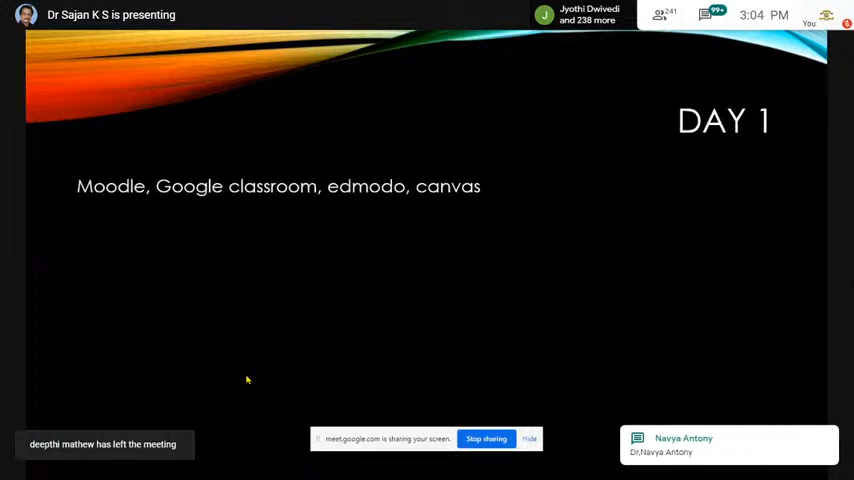 Dr Sajan K S is presenting
J
Jyothi Dwivedi
and 238 more
241
99+
3:04 PM
You
DAY 1
Moodle, Google classroom, edmodo, canvas
deepthi mathew has left the meeting
meet.google.com is sharing your screen.
Stop sharing
Hide
Navya Antony
Dr,Navya Antony